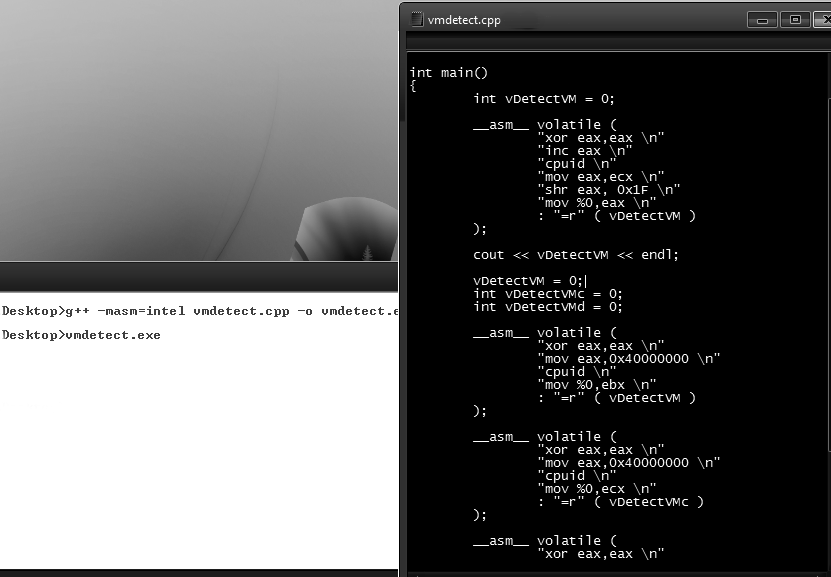 vmdetect.cpp
int main()
{
int vDetectVM = 0;
__asm__ volatile (
"xor eax,eax \n"
"inc eax \n"
"cpuid \n"
"mov eax,ecx \n"
"shr eax, 0x1F \n"
"mov %0,eax \n"
: "=r" ( vDetectVM )
);
cout << vDetectVM << endl;
vDetectVM = 0;
int vDetectVMc = 0;
int vDetectVMd = 0;
__asm__ volatile (
"xor eax,eax \n"
"mov eax,0x40000000 \n"
"cpuid \n"
"mov %0,ebx \n"
: "=r" ( vDetectVM )
);
__asm__ volatile (
"xor eax,eax \n"
"mov eax,0x40000000 \n"
"cpuid \n"
"mov %0,ecx \n"
: "=r" ( vDetectVMc )
);
__asm__ volatile (
"xor eax,eax \n"
Desktop>g++ -masm=intel vmdetect.cpp -o vmdetect.e
Desktop>vmdetect.exe